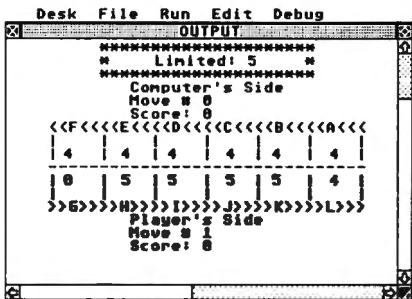 Desk File Run Edit Debug
OUTPUT
**********************
* Limited: 5 *
**********************
Computer's Side
Move # 0
Score: 0
<<F<<<<E<<<<D<<<<C<<<<B<<<<A<<<
| 4 | 4 | 4 | 4 | 4 | 4 |
-------------------------------
| 0 | 5 | 5 | 5 | 5 | 4 |
>>G>>>>H>>>>I>>>>J>>>>K>>>>L>>>
Player's Side
Move # 1
Score: 0